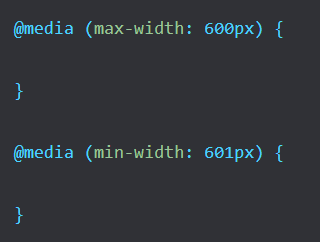 @media (max-width: 600px) {
}
@media (min-width: 601px) {
}